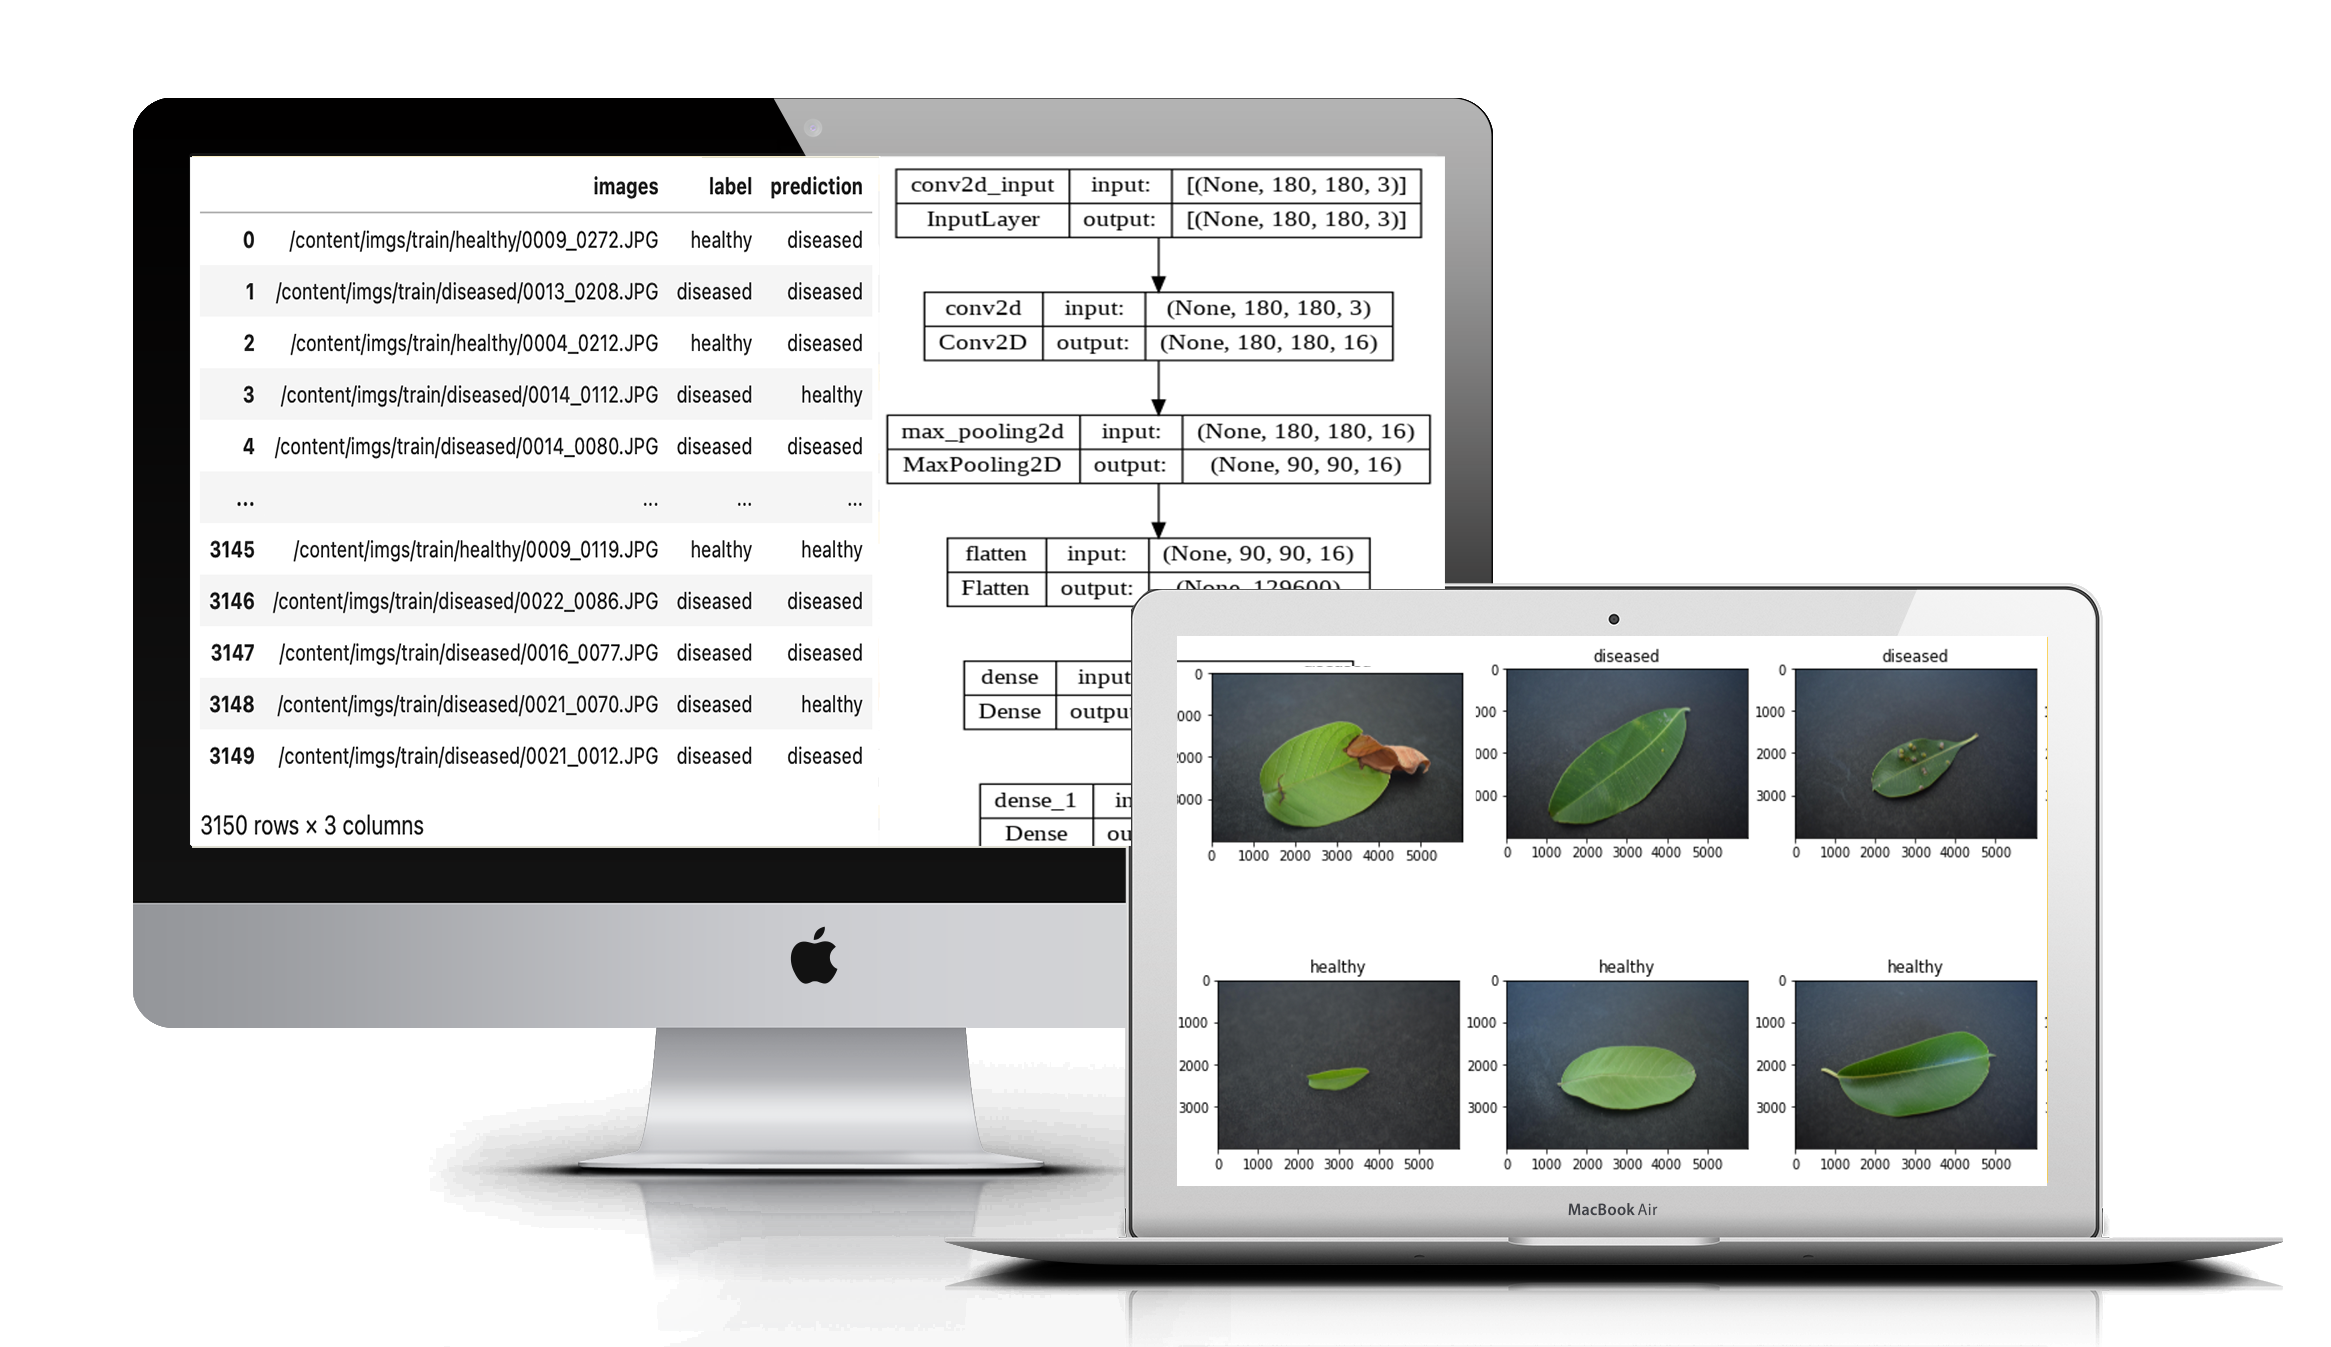 images label prediction
0 /content/imgs/train/healthy/0009_0272.JPG healthy diseased
1 /content/imgs/train/diseased/0013_0208.JPG diseased diseased
2 /content/imgs/train/healthy/0004_0212.JPG healthy diseased
3 /content/imgs/train/diseased/0014_0112.JPG diseased healthy
4 /content/imgs/train/diseased/0014_0080.JPG diseased diseased
... ... ... ...
3145 /content/imgs/train/healthy/0009_0119.JPG healthy healthy
3146 /content/imgs/train/diseased/0022_0086.JPG diseased diseased
3147 /content/imgs/train/diseased/0016_0077.JPG diseased diseased
3148 /content/imgs/train/diseased/0021_0070.JPG diseased healthy
3149 /content/imgs/train/diseased/0021_0012.JPG diseased diseased
3150 rows × 3 columns
conv2d_input input: [(None, 180, 180, 3)]
InputLayer output: [(None, 180, 180, 3)]
conv2d input: (None, 180, 180, 3)
Conv2D output: (None, 180, 180, 16)
max_pooling2d input: (None, 180, 180, 16)
MaxPooling2D output: (None, 90, 90, 16)
flatten input: (None, 90, 90, 16)
Flatten output: (None, 129600)
dense input
Dense output
dense_1 in
Dense ou
diseased diseased
0 0 0
000 000 1000
2000 000 2000
3000 000 3000
0 1000 2000 3000 4000 5000 0 1000 2000 3000 4000 5000 0 1000 2000 3000 4000 5000
healthy healthy healthy
0 0 0
1000 1000 1000
2000 2000 2000
3000 3000 3000
0 1000 2000 3000 4000 5000 0 1000 2000 3000 4000 5000 0 1000 2000 3000 4000 5000
MacBook Air